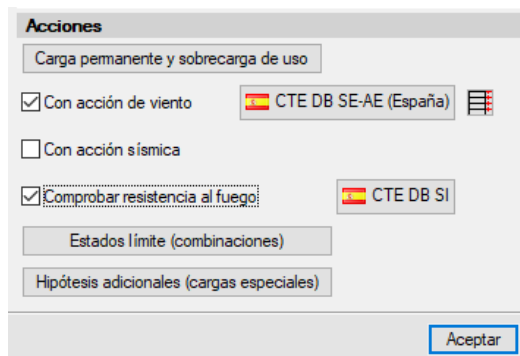 Acciones
Carga permanente y sobrecarga de uso
Con acción de viento CTE DB SE-AE (España)
Con acción sísmica
Comprobar resistencia al fuego CTE DB SI
Estados límite (combinaciones)
Hipótesis adicionales (cargas especiales)
Aceptar